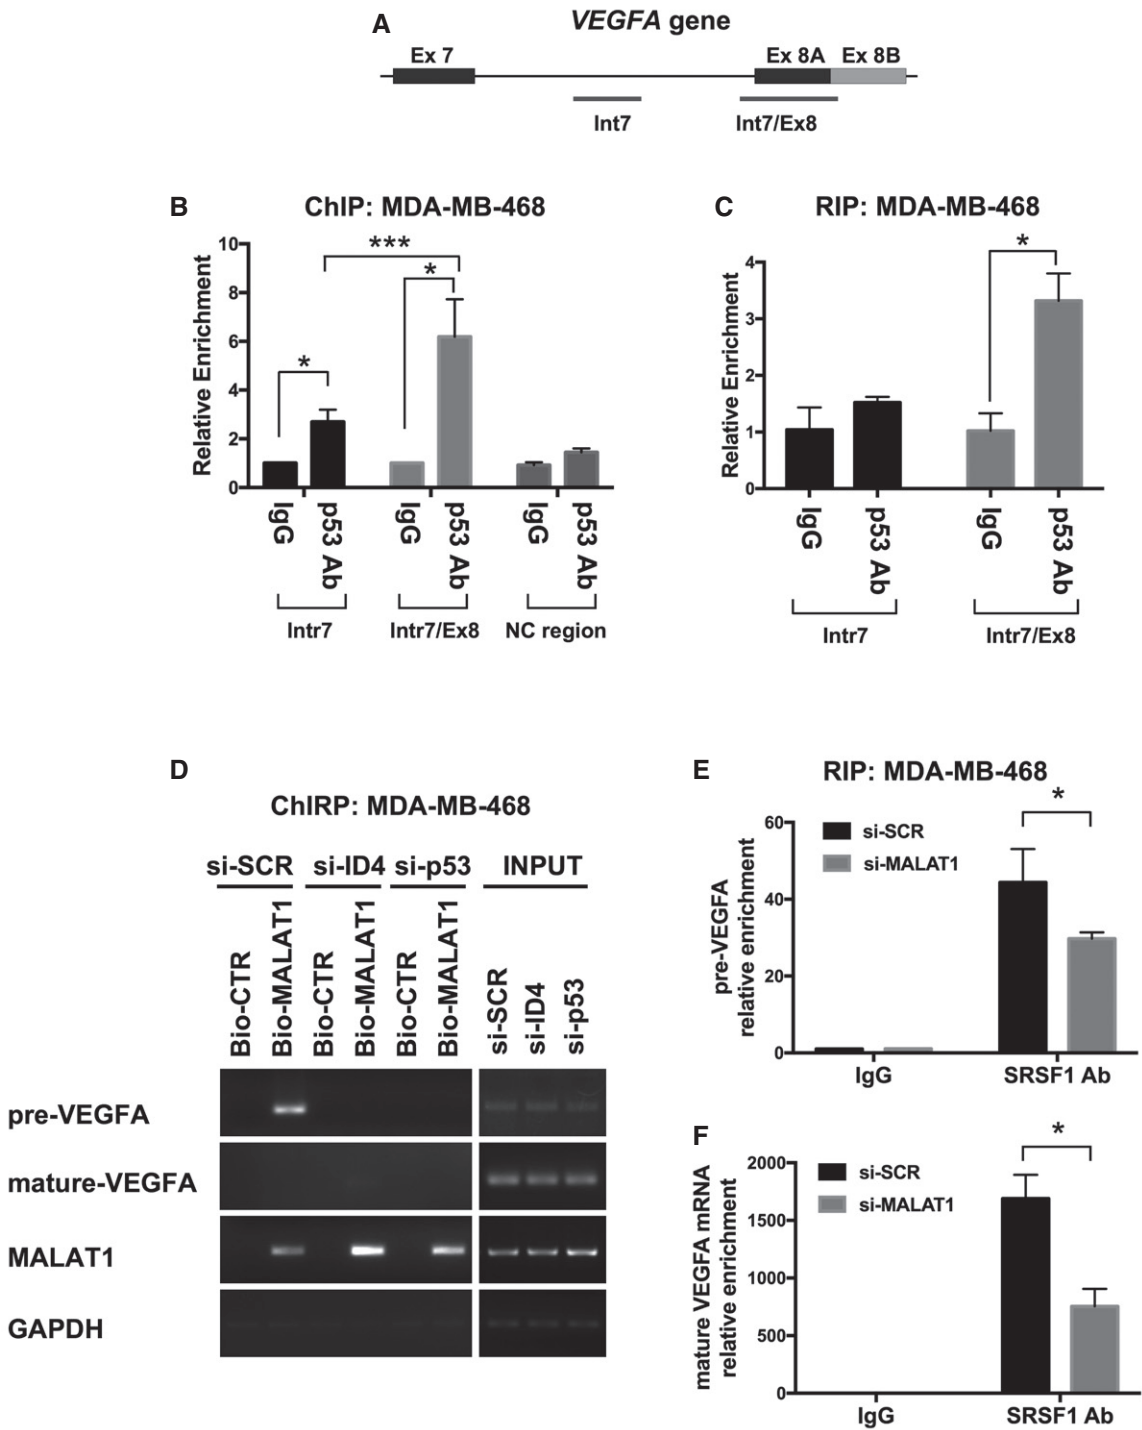 A
VEGFA gene
Ex 7
Ex 8A
Ex 8B
Int7
Int7/Ex8
B
ChIP: MDA-MB-468
Relative Enrichment
10
8
6
4
2
0
***
*
*
IgG
p53 Ab
IgG
p53 Ab
IgG
p53 Ab
Intr7
Intr7/Ex8
NC region
C
RIP: MDA-MB-468
Relative Enrichment
4
3
2
1
0
*
IgG
p53 Ab
IgG
p53 Ab
Intr7
Intr7/Ex8
D
ChIRP: MDA-MB-468
si-SCR
si-ID4
si-p53
INPUT
Bio-CTR
Bio-MALAT1
Bio-CTR
Bio-MALAT1
Bio-CTR
Bio-MALAT1
si-SCR
si-ID4
si-p53
pre-VEGFA
mature-VEGFA
MALAT1
GAPDH
E
RIP: MDA-MB-468
pre-VEGFA
relative enrichment
60
40
20
0
si-SCR
si-MALAT1
*
IgG
SRSF1 Ab
F
mature VEGFA mRNA
relative enrichment
2000
1500
1000
500
0
si-SCR
si-MALAT1
*
IgG
SRSF1 Ab